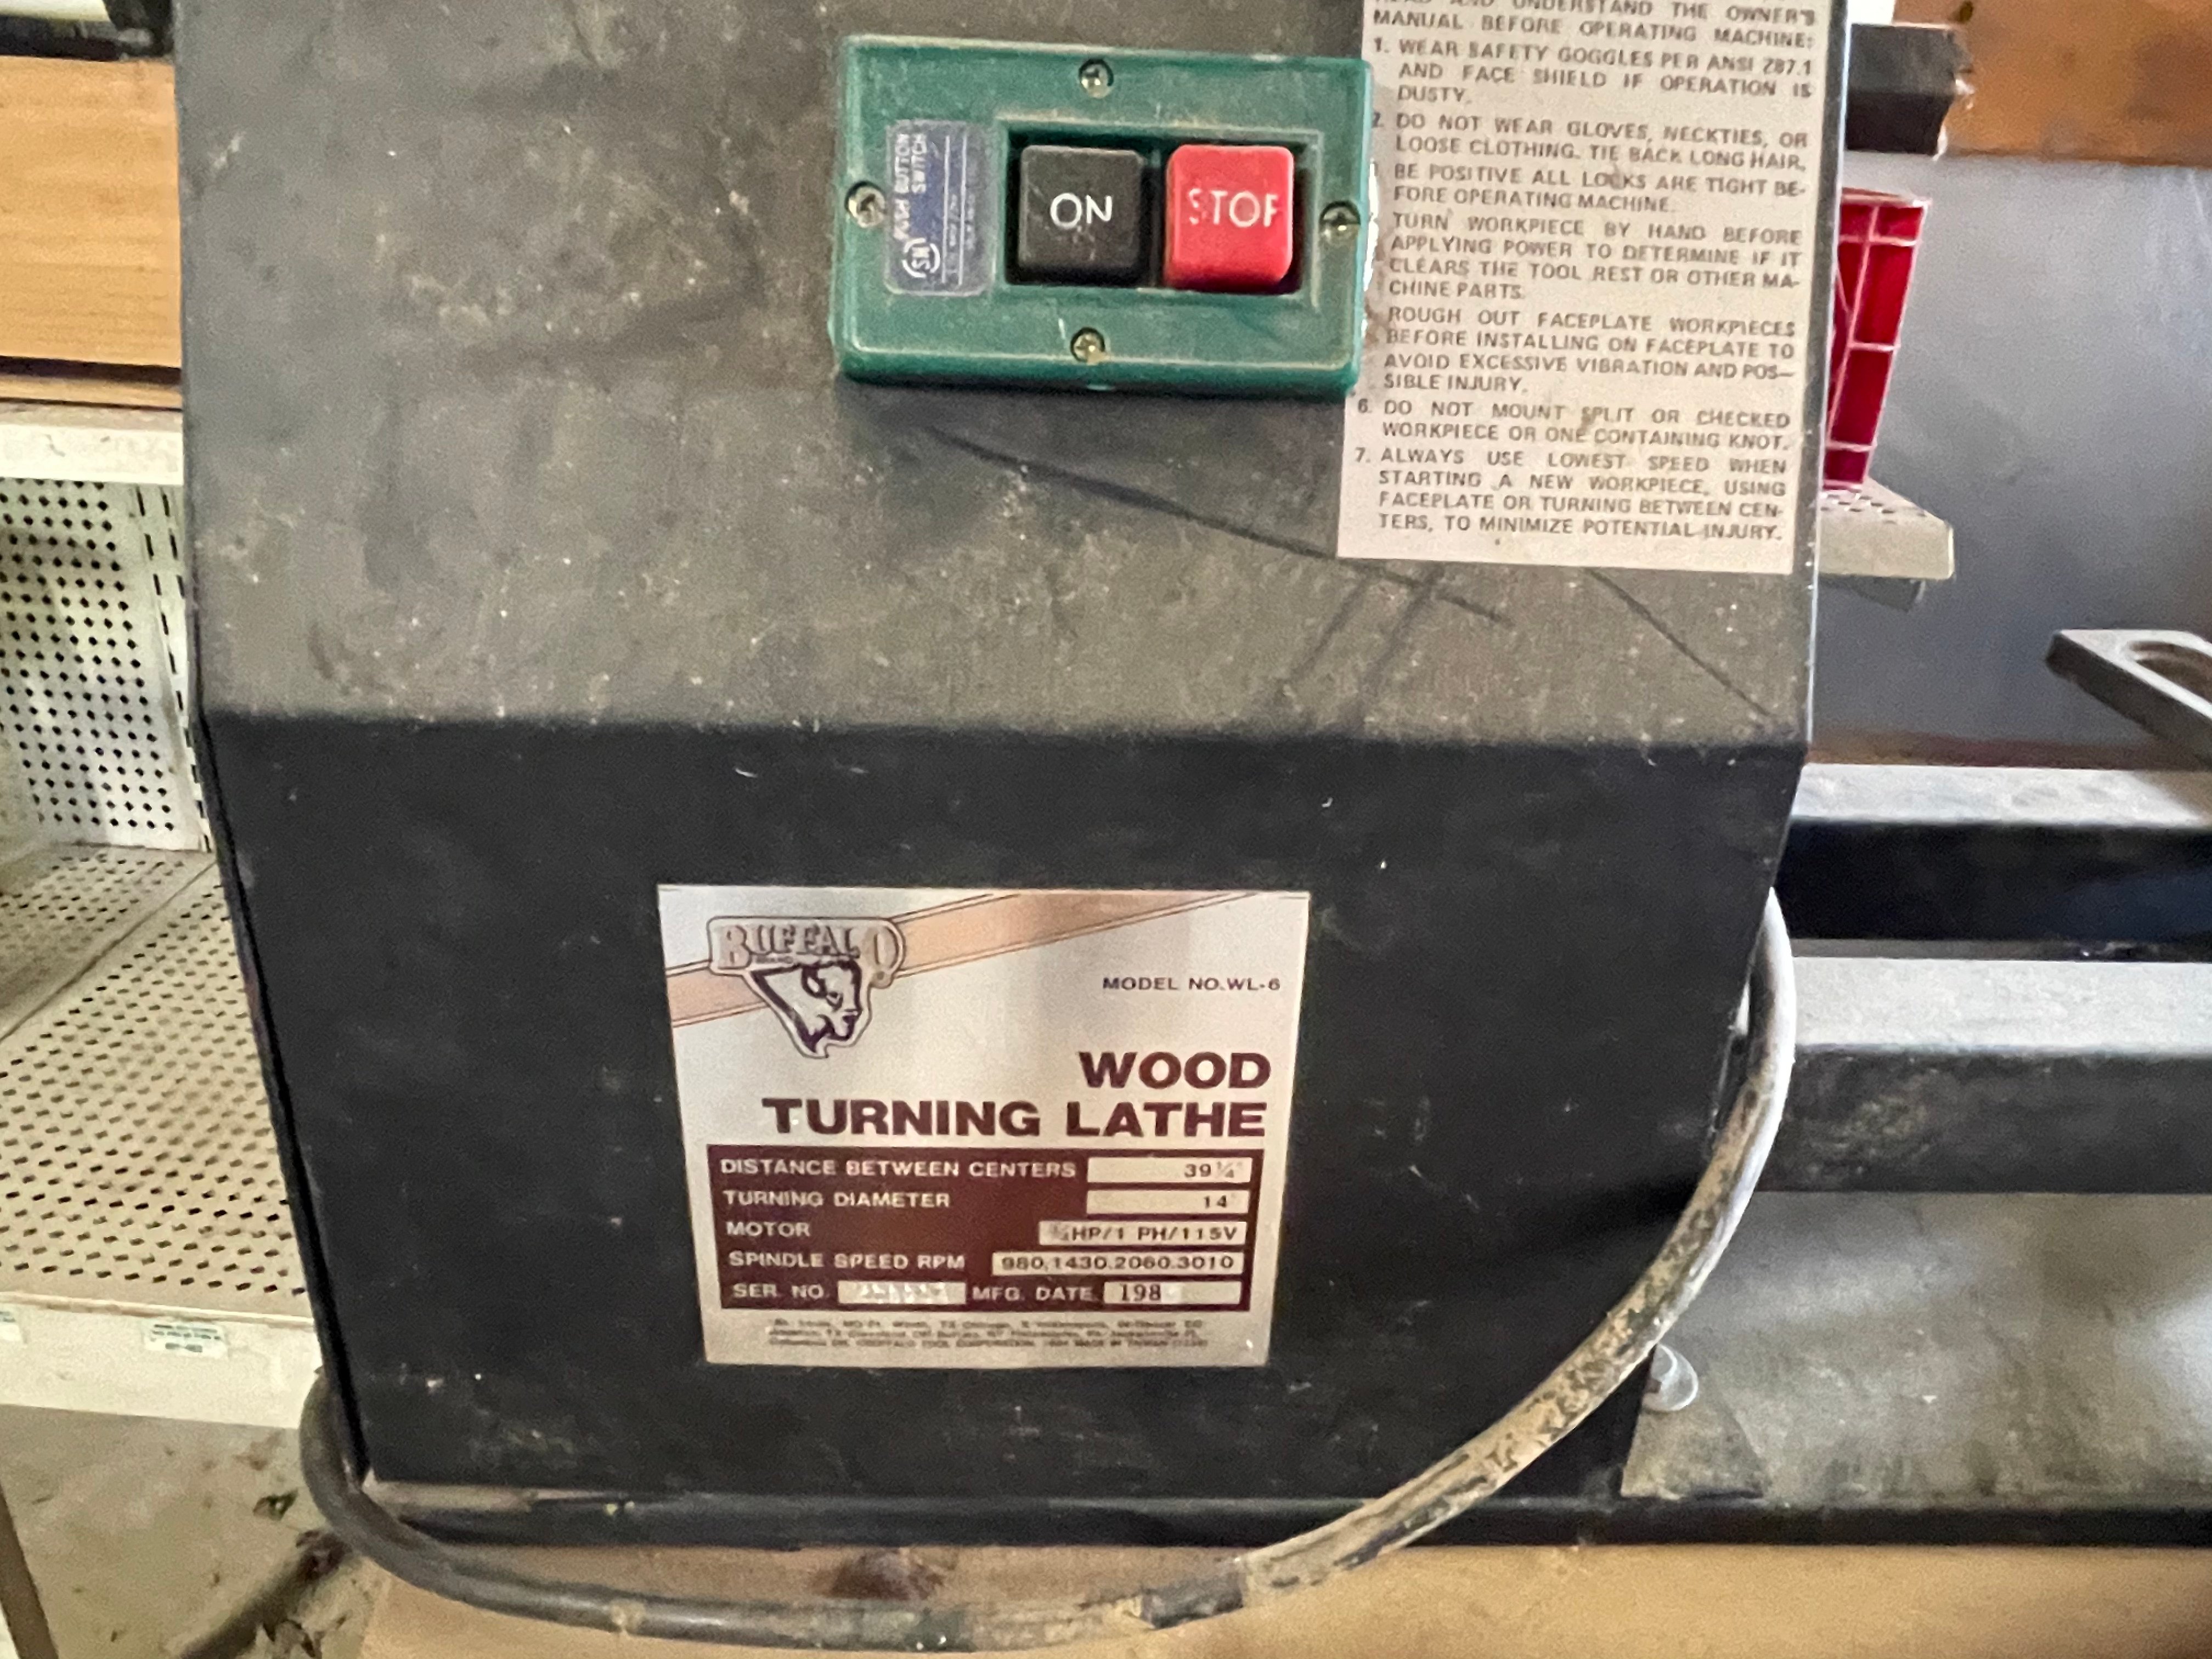 UNDERSTAND THE OWNER'S
MANUAL BEFORE OPERATING MACHINE:
1. WEAR SAFETY GOGGLES PER ANSI Z87.1
AND FACE SHIELD IF OPERATION IS
DUSTY.
2. DO NOT WEAR GLOVES, NECKTIES, OR
LOOSE CLOTHING. TIE BACK LONG HAIR.
BE POSITIVE ALL LOCKS ARE TIGHT BE-
FORE OPERATING MACHINE.
TURN WORKPIECE BY HAND BEFORE
APPLYING POWER TO DETERMINE IF IT
CLEARS THE TOOL REST OR OTHER MA-
CHINE PARTS.
ROUGH OUT FACEPLATE WORKPIECES
BEFORE INSTALLING ON FACEPLATE TO
AVOID EXCESSIVE VIBRATION AND POS-
SIBLE INJURY.
6. DO NOT MOUNT SPLIT OR CHECKED
WORKPIECE OR ONE CONTAINING KNOT.
7. ALWAYS USE LOWEST SPEED WHEN
STARTING A NEW WORKPIECE, USING
FACEPLATE OR TURNING BETWEEN CEN-
TERS, TO MINIMIZE POTENTIAL INJURY.
PUSH BUTTON
SWITCH
ON
STOP
BUFFALO
BRAND
MODEL NO.WL-6
WOOD
TURNING LATHE
DISTANCE BETWEEN CENTERS 39¼"
TURNING DIAMETER 14"
MOTOR HP/1 PH/115V
SPINDLE SPEED RPM 980.1430.2060.3010
SER. NO. MFG. DATE 198